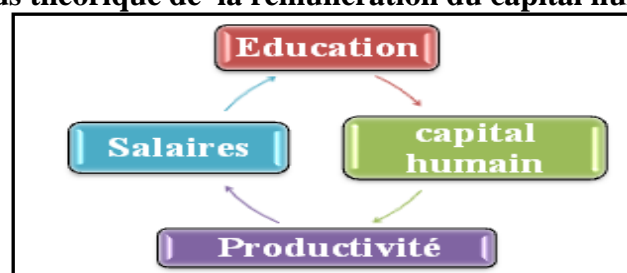 théorique de la rémunération du capital
Education
Salaires
capital
humain
Productivité